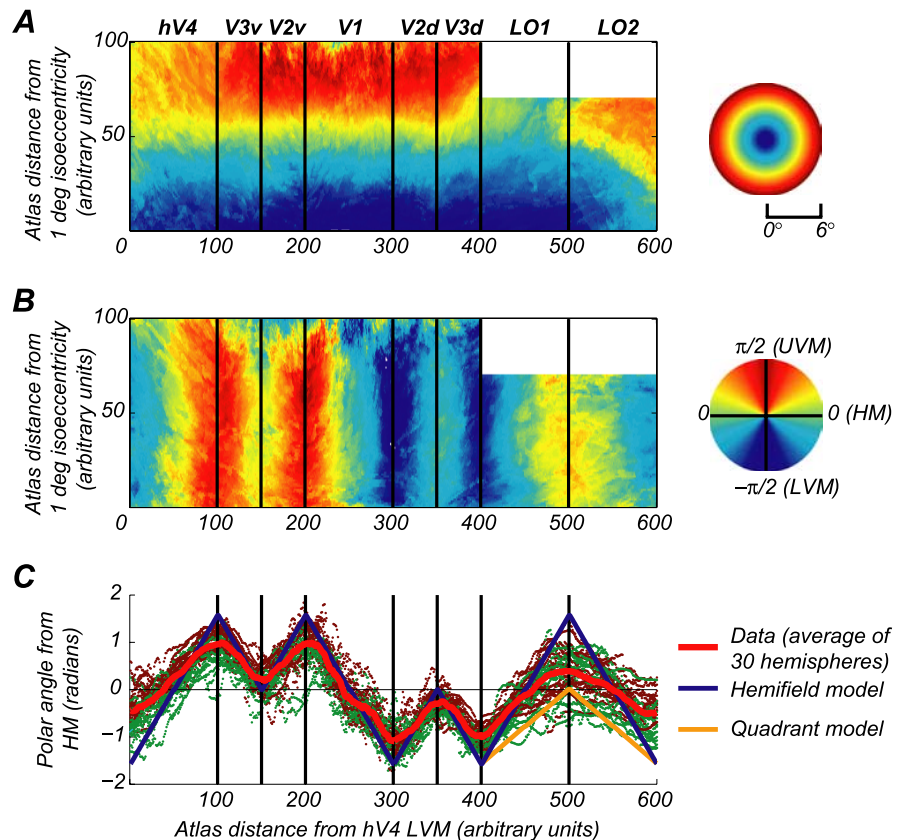 A
hV4 V3v V2v V1 V2d V3d LO1 LO2
Atlas distance from
1 deg isoeccentricity
(arbitrary units)
100
50
0 100 200 300 400 500 600
0° 6°
B
Atlas distance from
1 deg isoeccentricity
(arbitrary units)
100
50
0 100 200 300 400 500 600
π/2 (UVM)
0 0 (HM)
−π/2 (LVM)
C
Polar angle from
HM (radians)
2
1
0
−1
−2
100 200 300 400 500 600
Atlas distance from hV4 LVM (arbitrary units)
Data (average of
30 hemispheres)
Hemifield model
Quadrant model